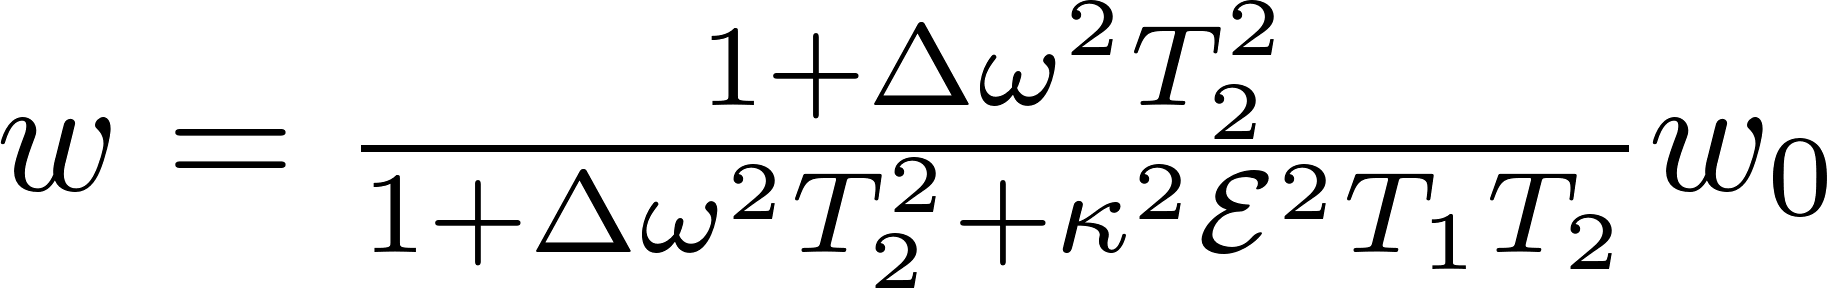 w = \frac{1+\Delta\omega^2 T_2^2}{1+\Delta\omega^2 T_2^2+\kappa^2 \mathcal{E}^2 T_1 T_2} w_0